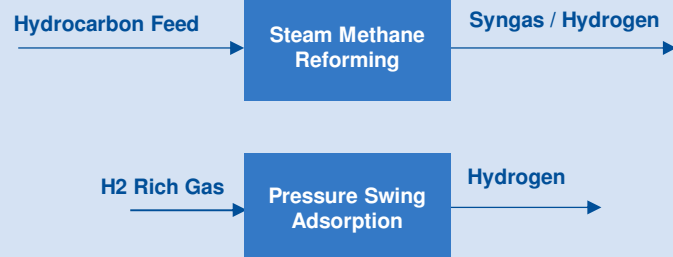 Hydrocarbon Feed
Steam Methane
Reforming
Syngas / Hydrogen
H2 Rich Gas
Pressure Swing
Adsorption
Hydrogen